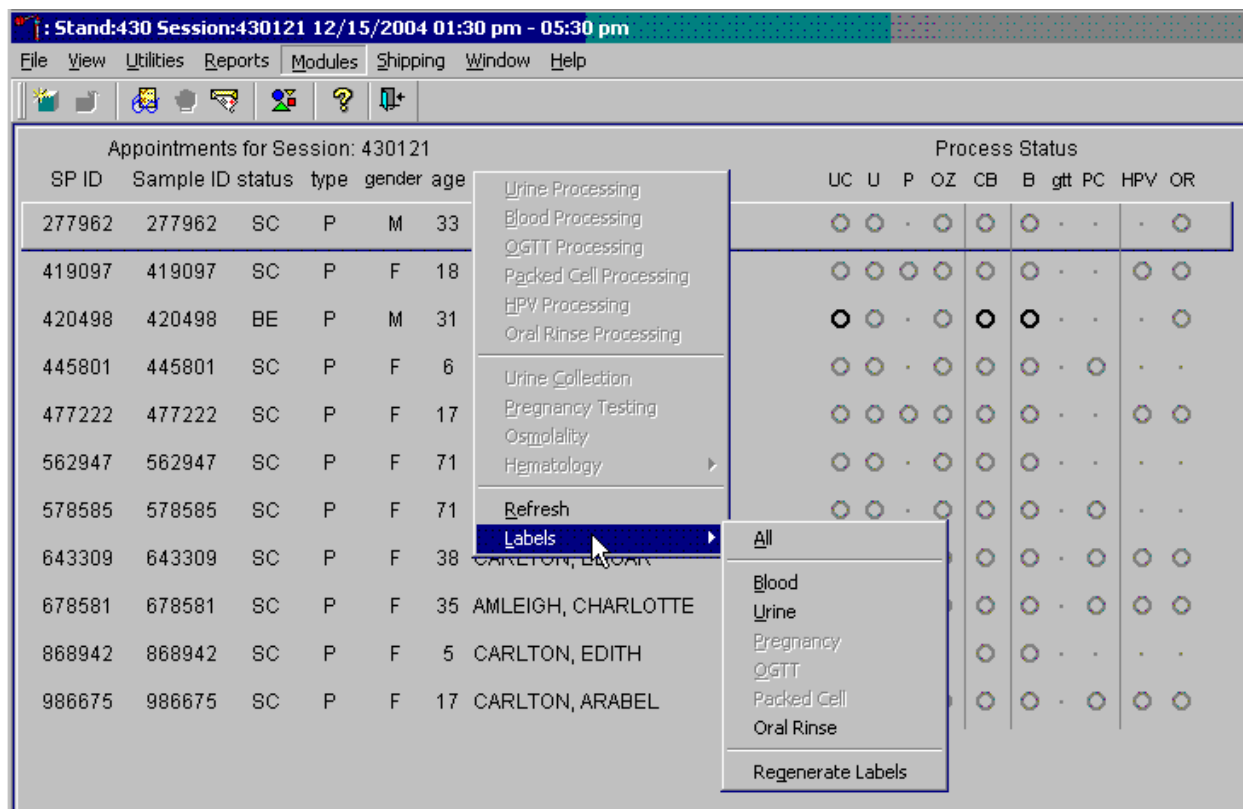 : Stand:430 Session:430121 12/15/2004 01:30 pm - 05:30 pm
File View Utilities Reports Modules Shipping Window Help
Appointments for Session: 430121 Process Status
SP ID Sample ID status type gender age UC U P OZ CB B gtt PC HPV OR
277962 277962 SC P M 33
419097 419097 SC P F 18
420498 420498 BE P M 31
445801 445801 SC P F 6
477222 477222 SC P F 17
562947 562947 SC P F 71
578585 578585 SC P F 71
643309 643309 SC P F 38 CARLTON,
678581 678581 SC P F 35 AMLEIGH, CHARLOTTE
868942 868942 SC P F 5 CARLTON, EDITH
986675 986675 SC P F 17 CARLTON, ARABEL
Urine Processing
Blood Processing
OGTT Processing
Packed Cell Processing
HPV Processing
Oral Rinse Processing
Urine Collection
Pregnancy Testing
Osmolality
Hematology
Refresh
Labels
All
Blood
Urine
Pregnancy
OGTT
Packed Cell
Oral Rinse
Regenerate Labels